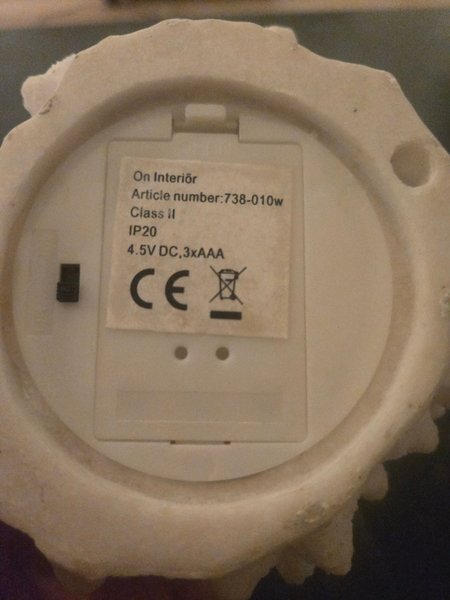 On Interiör
Article number:738-010w
Class II
IP20
4.5V DC,3xAAA
CE